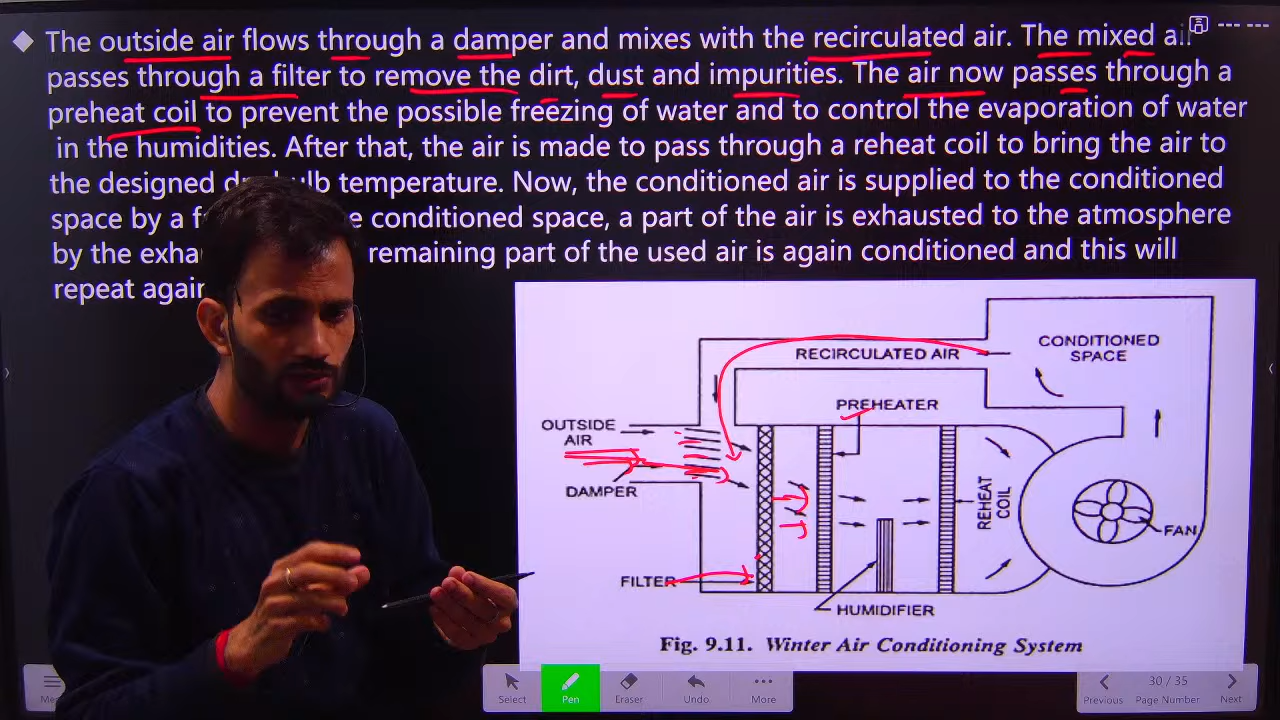 The outside air flows through a damper and mixes with the recirculated air. The mixed air
passes through a filter to remove the dirt, dust and impurities. The air now passes through a
preheat coil to prevent the possible freezing of water and to control the evaporation of water
in the humidities. After that, the air is made to pass through a reheat coil to bring the air to
the designed dry bulb temperature. Now, the conditioned air is supplied to the conditioned
space by a conditioned space, a part of the air is exhausted to the atmosphere
by the remaining part of the used air is again conditioned and this will
repeat again
RECIRCULATED AIR
CONDITIONED
SPACE
PREHEATER
OUTSIDE
AIR
DAMPER
REHEAT
COIL
FAN
FILTER
HUMIDIFIER
Fig. 9.11. Winter Air Conditioning System
Select
Pen
Eraser
Undo
More
30 / 35
Previous
Page Number
Next